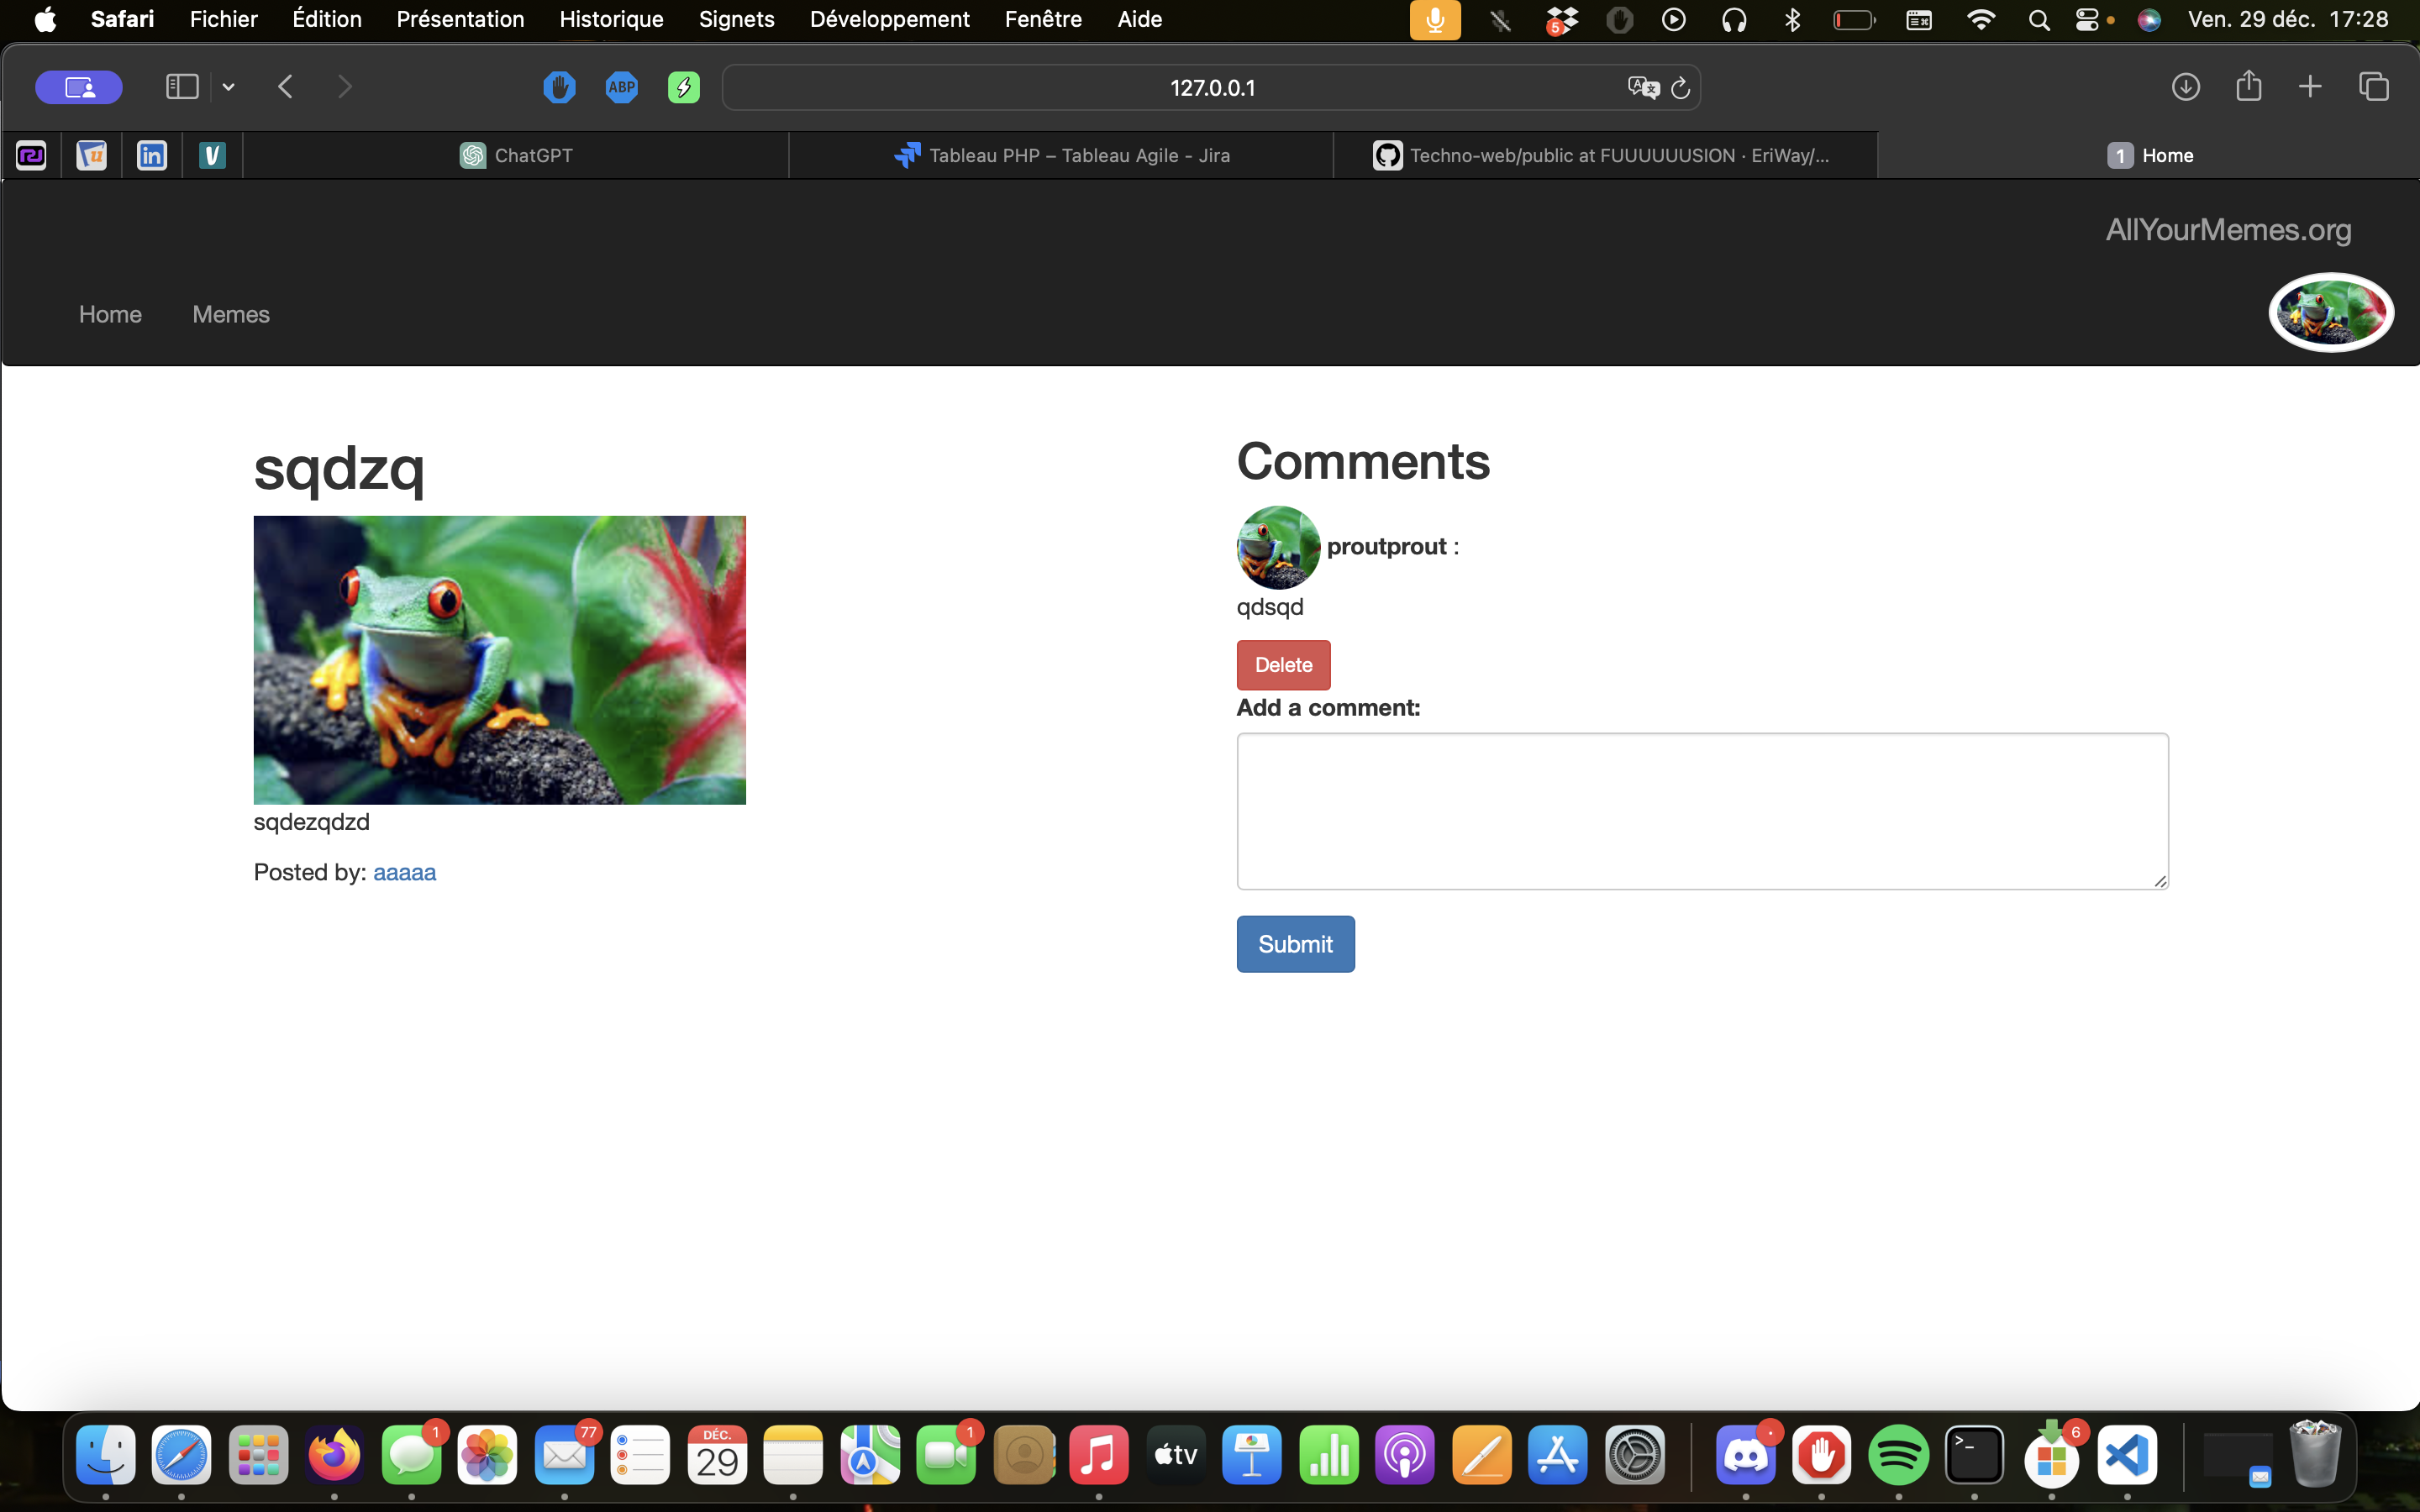 Safari Fichier Édition Présentation Historique Signets Développement Fenêtre Aide 5 Ven. 29 déc. 17:28
ABP 127.0.0.1
ChatGPT Tableau PHP – Tableau Agile - Jira Techno-web/public at FUUUUUUSION · EriWay/... 1 Home
AllYourMemes.org
Home Memes
sqdzq
sqdezqdzd
Posted by: aaaaa
Comments
proutprout :
qdsqd
Delete
Add a comment:
Submit
1 77 DÉC. 29 1 tv 6